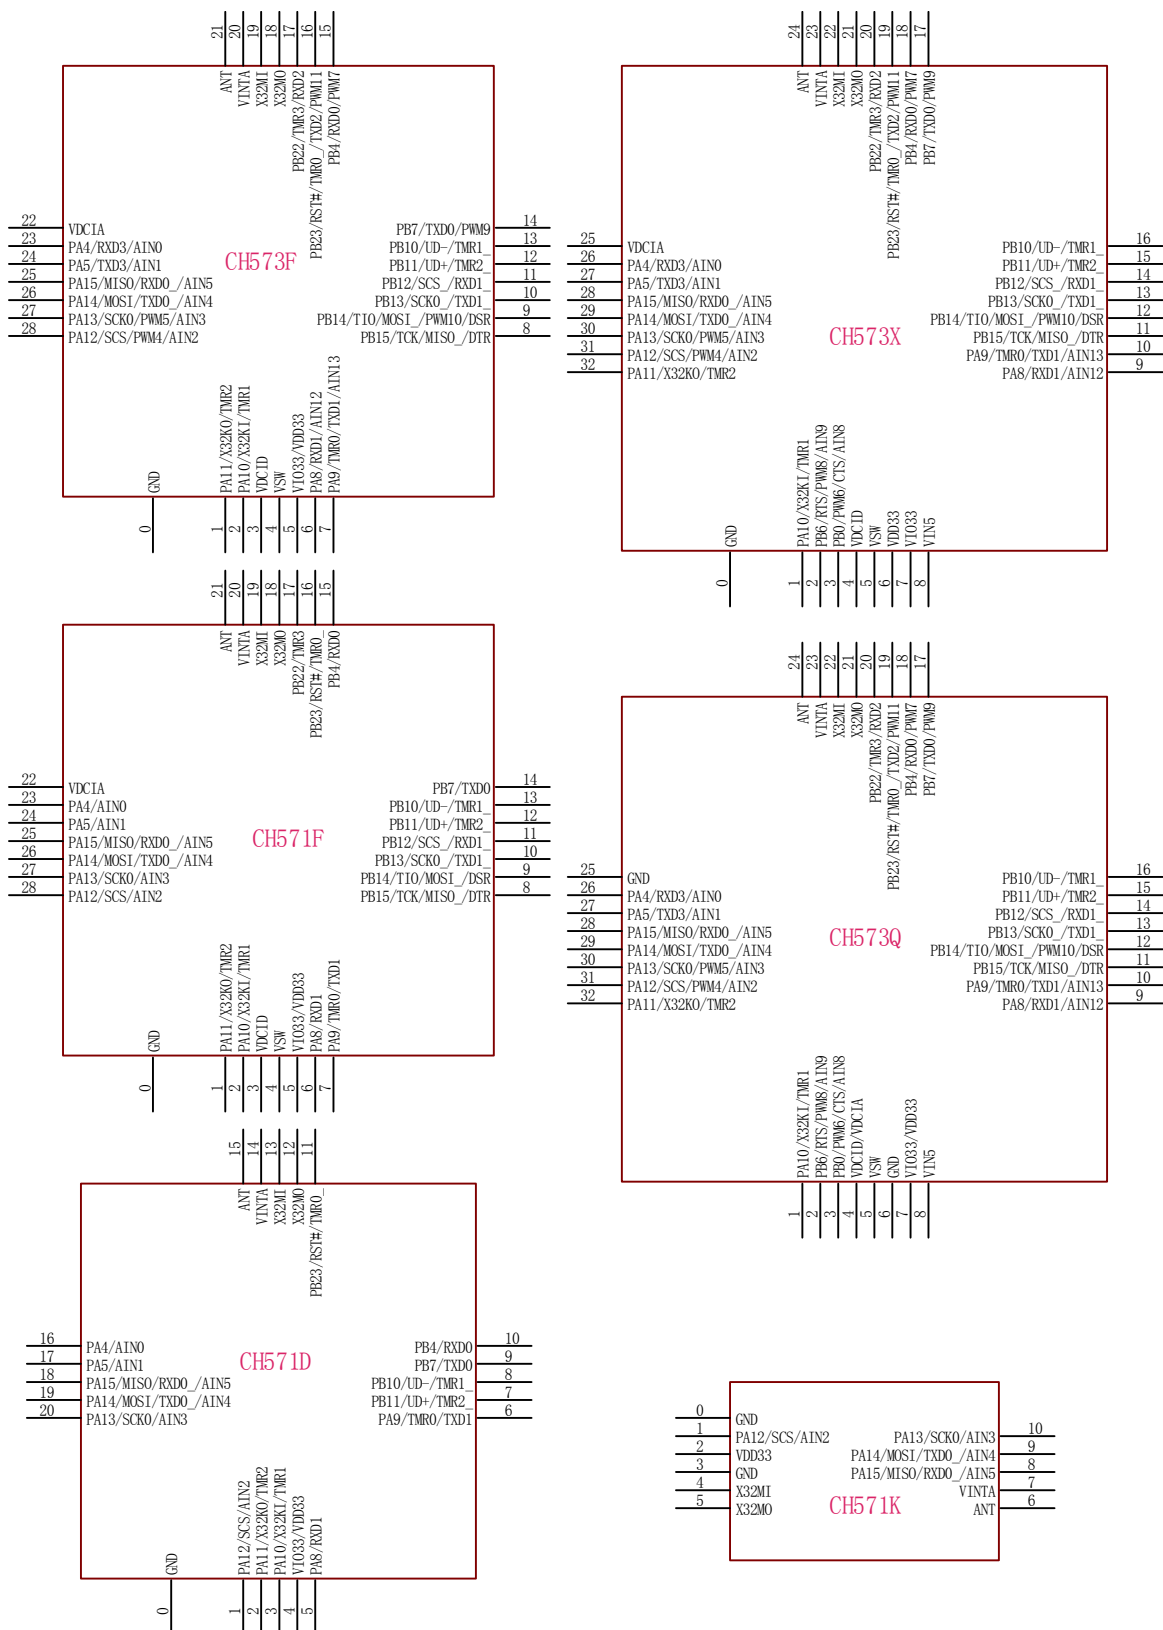 CH573F
21 ANT
20 VINTA
19 X32MI
18 X32MO
17 PB22/TMR3/RXD2
16 PB23/RST#/TMR0_/TXD2/PWM11
15 PB4/RXD0/PWM7
22 VDCIA
23 PA4/RXD3/AIN0
24 PA5/TXD3/AIN1
25 PA15/MISO/RXD0_/AIN5
26 PA14/MOSI/TXD0_/AIN4
27 PA13/SCK0/PWM5/AIN3
28 PA12/SCS/PWM4/AIN2
PB7/TXD0/PWM9 14
PB10/UD-/TMR1_ 13
PB11/UD+/TMR2_ 12
PB12/SCS_/RXD1_ 11
PB13/SCK0_/TXD1_ 10
PB14/TIO/MOSI_/PWM10/DSR 9
PB15/TCK/MISO_/DTR 8
0 GND
1 PA11/X32KO/TMR2
2 PA10/X32KI/TMR1
3 VDCID
4 VSW
5 VIO33/VDD33
6 PA8/RXD1/AIN12
7 PA9/TMR0/TXD1/AIN13
CH573X
24 ANT
23 VINTA
22 X32MI
21 X32MO
20 PB22/TMR3/RXD2
19 PB23/RST#/TMR0_/TXD2/PWM11
18 PB4/RXD0/PWM7
17 PB7/TXD0/PWM9
25 VDCIA
26 PA4/RXD3/AIN0
27 PA5/TXD3/AIN1
28 PA15/MISO/RXD0_/AIN5
29 PA14/MOSI/TXD0_/AIN4
30 PA13/SCK0/PWM5/AIN3
31 PA12/SCS/PWM4/AIN2
32 PA11/X32KO/TMR2
PB10/UD-/TMR1_ 16
PB11/UD+/TMR2_ 15
PB12/SCS_/RXD1_ 14
PB13/SCK0_/TXD1_ 13
PB14/TIO/MOSI_/PWM10/DSR 12
PB15/TCK/MISO_/DTR 11
PA9/TMR0/TXD1/AIN13 10
PA8/RXD1/AIN12 9
0 GND
1 PA10/X32KI/TMR1
2 PB6/RTS/PWM8/AIN9
3 PB0/PWM6/CTS/AIN8
4 VDCID
5 VSW
6 VDD33
7 VIO33
8 VIN5
CH571F
21 ANT
20 VINTA
19 X32MI
18 X32MO
17 PB22/TMR3
16 PB23/RST#/TMR0_
15 PB4/RXD0
22 VDCIA
23 PA4/AIN0
24 PA5/AIN1
25 PA15/MISO/RXD0_/AIN5
26 PA14/MOSI/TXD0_/AIN4
27 PA13/SCK0/AIN3
28 PA12/SCS/AIN2
PB7/TXD0 14
PB10/UD-/TMR1_ 13
PB11/UD+/TMR2_ 12
PB12/SCS_/RXD1_ 11
PB13/SCK0_/TXD1_ 10
PB14/TIO/MOSI_/DSR 9
PB15/TCK/MISO_/DTR 8
0 GND
1 PA11/X32KO/TMR2
2 PA10/X32KI/TMR1
3 VDCID
4 VSW
5 VIO33/VDD33
6 PA8/RXD1
7 PA9/TMR0/TXD1
CH573Q
24 ANT
23 VINTA
22 X32MI
21 X32MO
20 PB22/TMR3/RXD2
19 PB23/RST#/TMR0_/TXD2/PWM11
18 PB4/RXD0/PWM7
17 PB7/TXD0/PWM9
25 GND
26 PA4/RXD3/AIN0
27 PA5/TXD3/AIN1
28 PA15/MISO/RXD0_/AIN5
29 PA14/MOSI/TXD0_/AIN4
30 PA13/SCK0/PWM5/AIN3
31 PA12/SCS/PWM4/AIN2
32 PA11/X32KO/TMR2
PB10/UD-/TMR1_ 16
PB11/UD+/TMR2_ 15
PB12/SCS_/RXD1_ 14
PB13/SCK0_/TXD1_ 13
PB14/TIO/MOSI_/PWM10/DSR 12
PB15/TCK/MISO_/DTR 11
PA9/TMR0/TXD1/AIN13 10
PA8/RXD1/AIN12 9
1 PA10/X32KI/TMR1
2 PB6/RTS/PWM8/AIN9
3 PB0/PWM6/CTS/AIN8
4 VDCID/VDCIA
5 VSW
6 GND
7 VIO33/VDD33
8 VIN5
CH571D
15 ANT
14 VINTA
13 X32MI
12 X32MO
11 PB23/RST#/TMR0_
16 PA4/AIN0
17 PA5/AIN1
18 PA15/MISO/RXD0_/AIN5
19 PA14/MOSI/TXD0_/AIN4
20 PA13/SCK0/AIN3
PB4/RXD0 10
PB7/TXD0 9
PB10/UD-/TMR1_ 8
PB11/UD+/TMR2_ 7
PA9/TMR0/TXD1 6
0 GND
1 PA12/SCS/AIN2
2 PA11/X32KO/TMR2
3 PA10/X32KI/TMR1
4 VIO33/VDD33
5 PA8/RXD1
CH571K
0 GND
1 PA12/SCS/AIN2
2 VDD33
3 GND
4 X32MI
5 X32MO
PA13/SCK0/AIN3 10
PA14/MOSI/TXD0_/AIN4 9
PA15/MISO/RXD0_/AIN5 8
VINTA 7
ANT 6